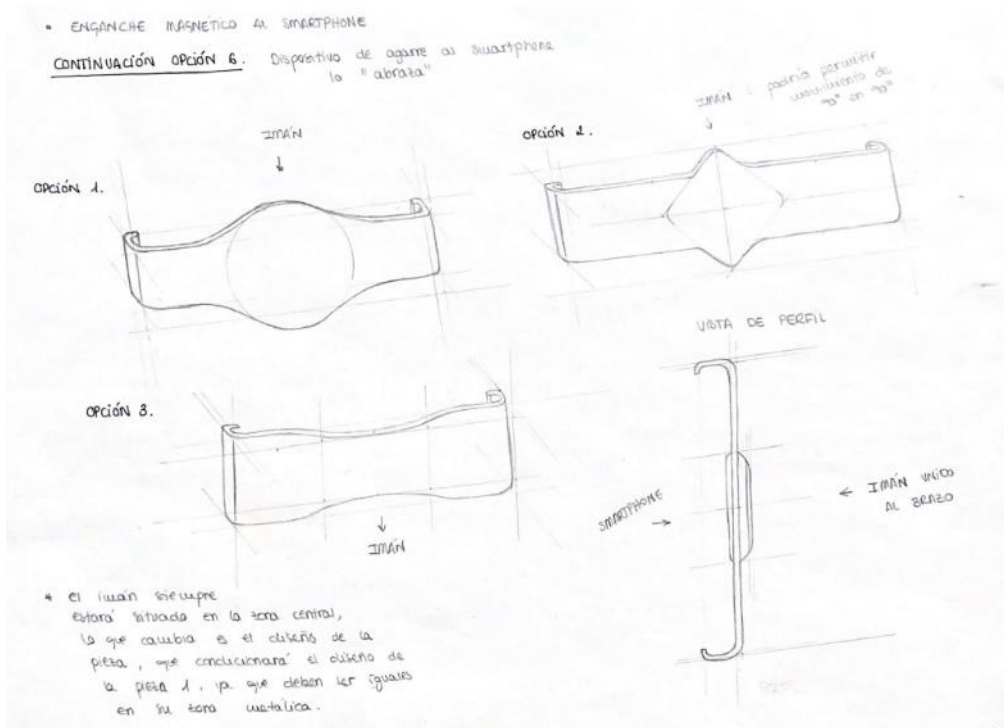 • ENGANCHE MAGNÉTICO AL SMARTPHONE
CONTINUACIÓN OPCIÓN 6. Dispositivo de agarre al smartphone
lo "abraza"
IMÁN
OPCIÓN 1.
OPCIÓN 2.
IMÁN: podría permitir
movimiento de
90° en 90°
OPCIÓN 3.
IMÁN
VISTA DE PERFIL
SMARTPHONE
IMÁN UNICO
AL BRAZO
* el imán siempre
estará situado en la zona central,
lo que cambia es el diseño de la
pieza, que condicionará el diseño de
la pieza 1, ya que deben ser iguales
en su zona metálica.